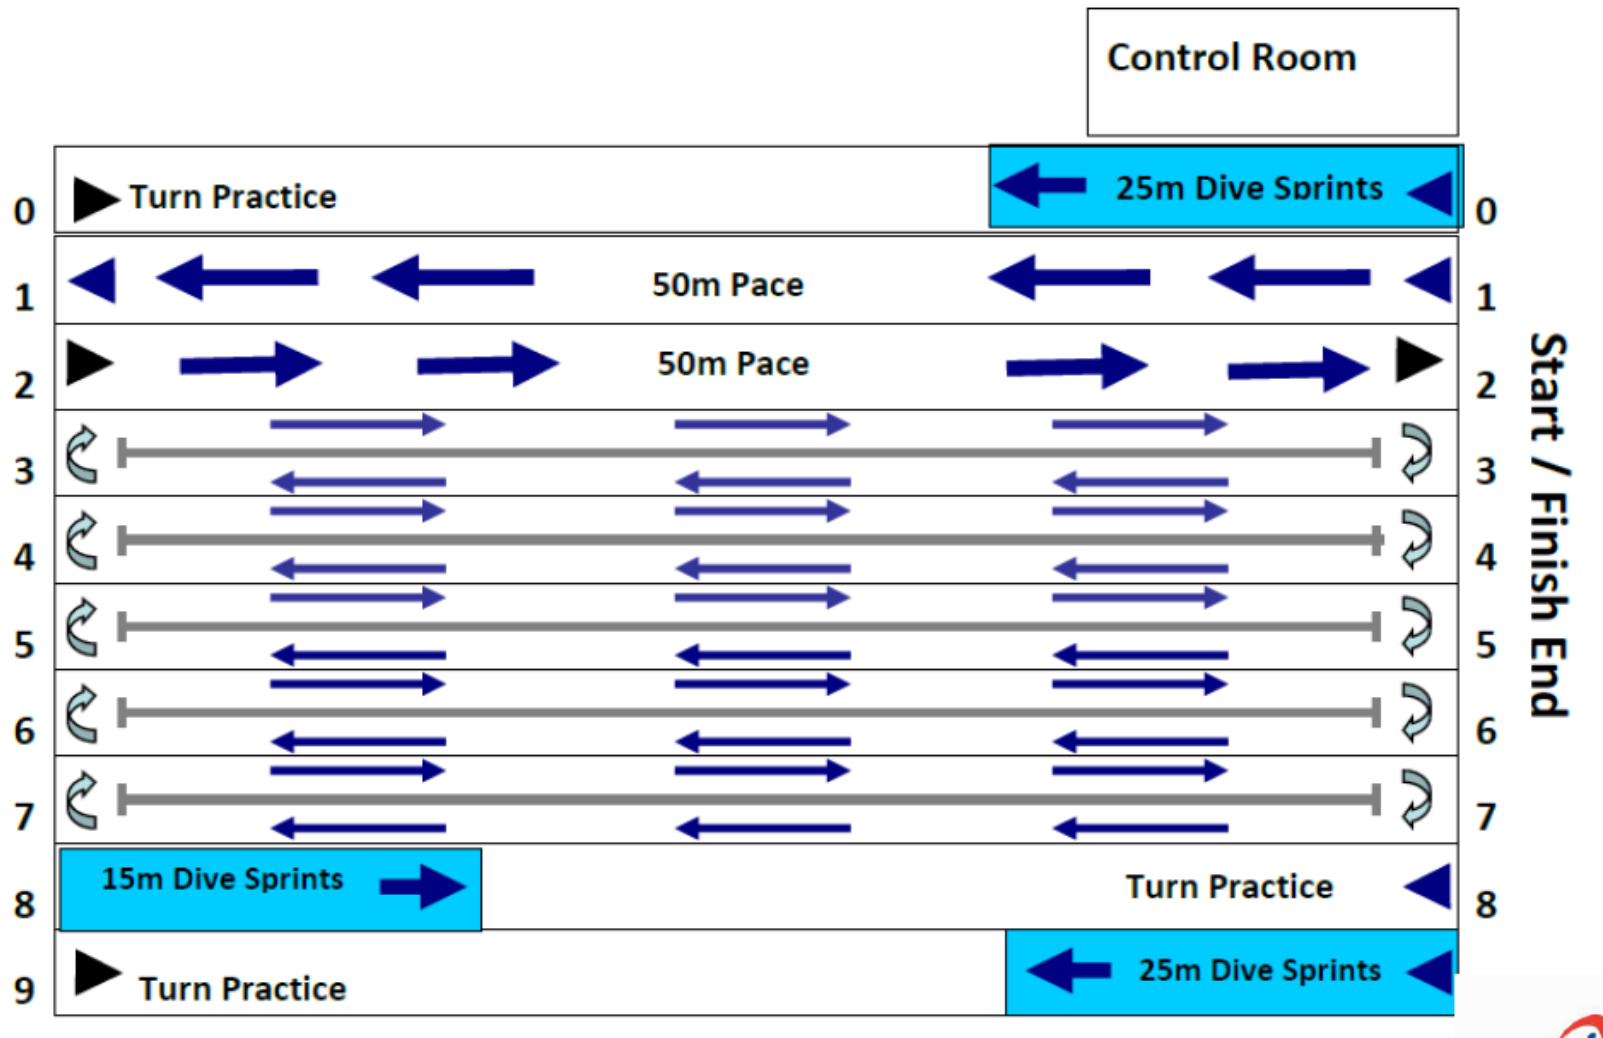 Control Room
0 Turn Practice 25m Dive Sprints 0
1 50m Pace 1
2 50m Pace 2
3 3
4 4
5 5
6 6
7 7
8 15m Dive Sprints Turn Practice 8
9 Turn Practice 25m Dive Sprints
Start / Finish End